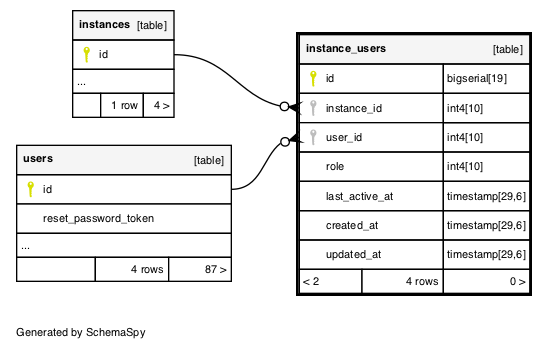 instances [table]
id
...
1 row 4 >
users [table]
id
reset_password_token
...
4 rows 87 >
instance_users [table]
id bigserial[19]
instance_id int4[10]
user_id int4[10]
role int4[10]
last_active_at timestamp[29,6]
created_at timestamp[29,6]
updated_at timestamp[29,6]
< 2 4 rows 0 >
Generated by SchemaSpy